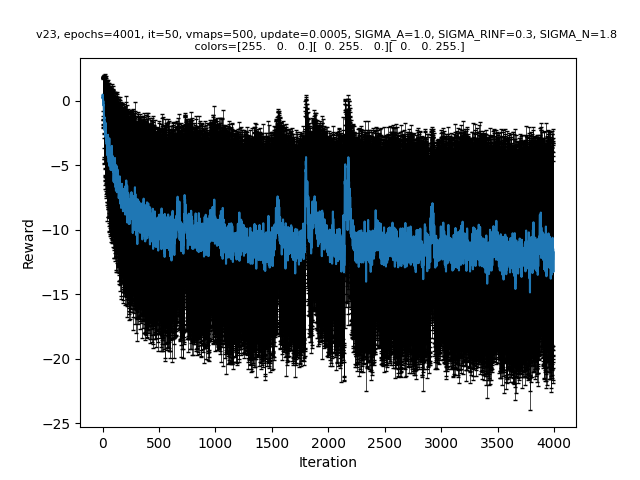 v23, epochs=4001, it=50, vmaps=500, update=0.0005, SIGMA_A=1.0, SIGMA_RINF=0.3, SIGMA_N=1.8
colors=[255.   0.   0.][  0. 255.   0.][  0.   0. 255.]
0
−5
−10
−15
−20
−25
Reward
0 500 1000 1500 2000 2500 3000 3500 4000
Iteration